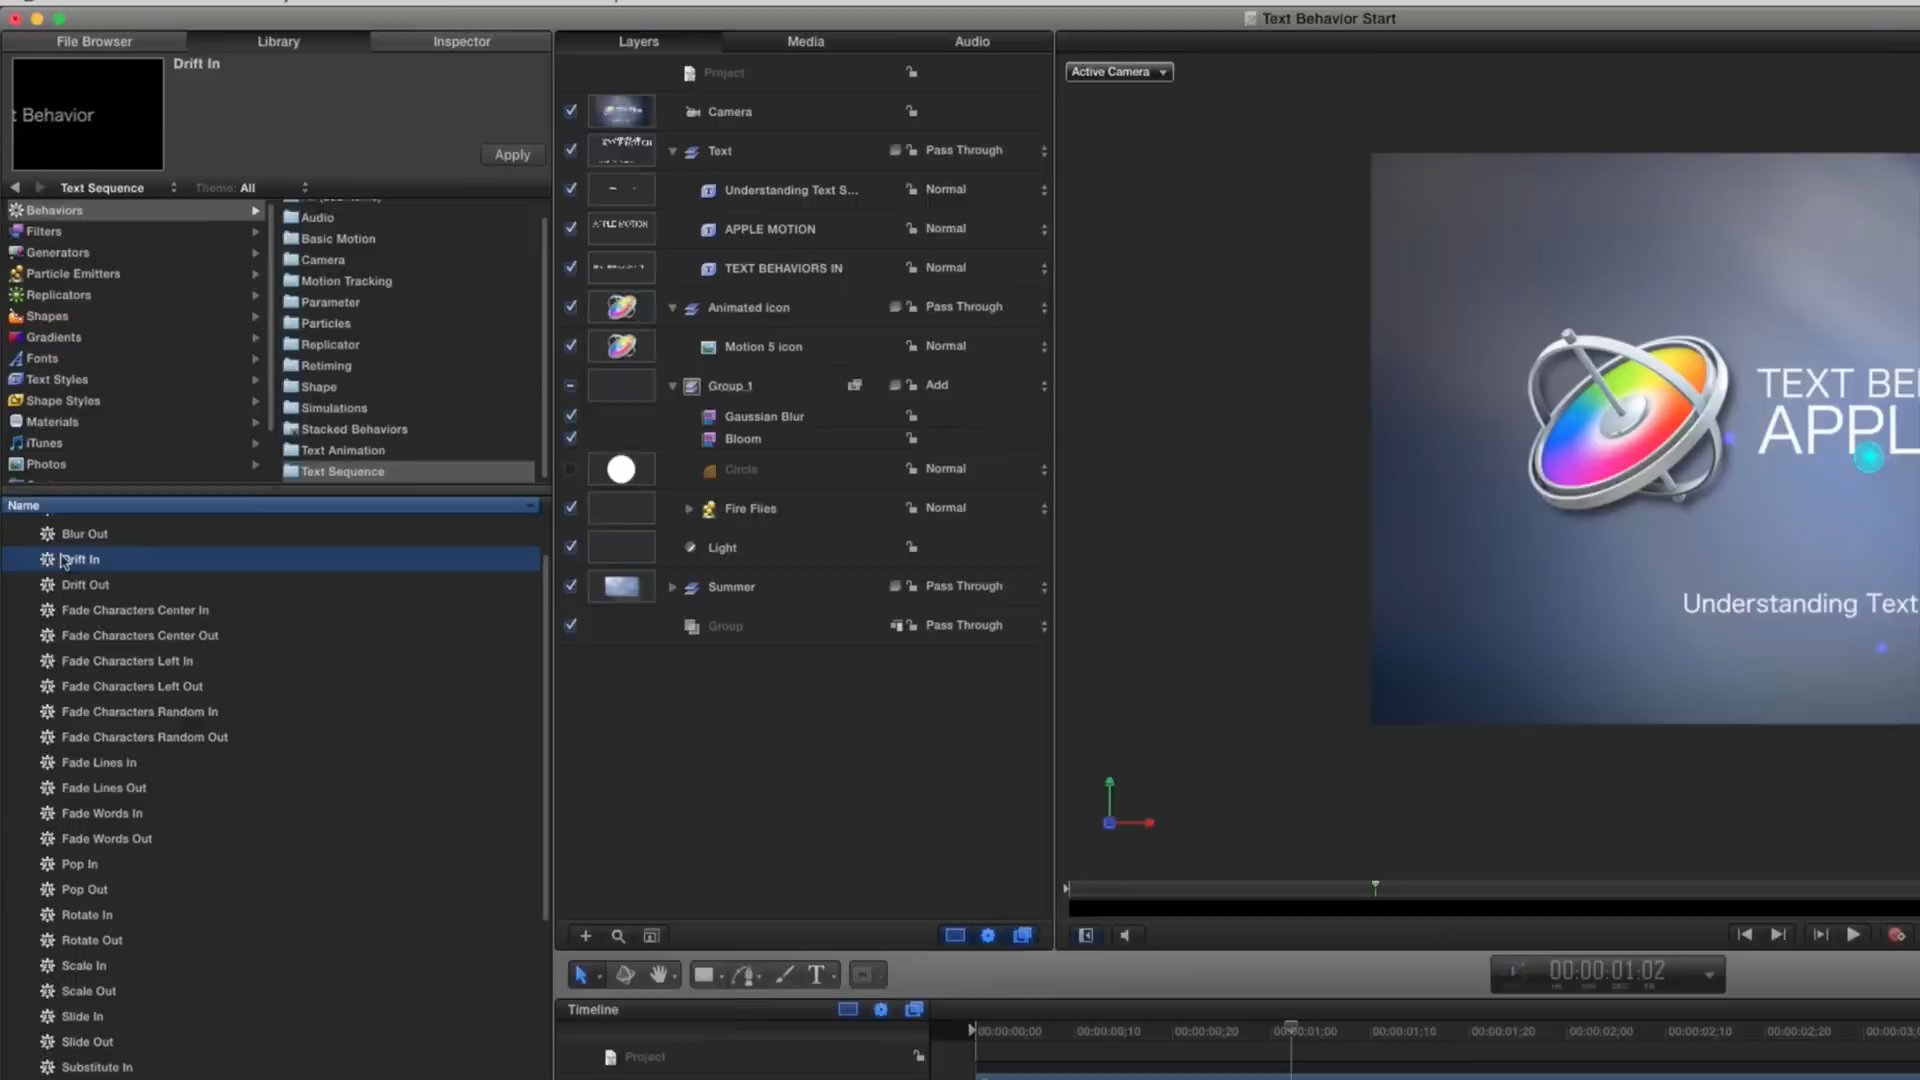 Text Behavior Start
File Browser
Library
Inspector
Drift In
t Behavior
Apply
Text Sequence
Theme: All
Behaviors
Filters
Generators
Particle Emitters
Replicators
Shapes
Gradients
Fonts
Text Styles
Shape Styles
Materials
iTunes
Photos
Audio
Basic Motion
Camera
Motion Tracking
Parameter
Particles
Replicator
Retiming
Shape
Simulations
Stacked Behaviors
Text Animation
Text Sequence
Name
Blur Out
Drift In
Drift Out
Fade Characters Center In
Fade Characters Center Out
Fade Characters Left In
Fade Characters Left Out
Fade Characters Random In
Fade Characters Random Out
Fade Lines In
Fade Lines Out
Fade Words In
Fade Words Out
Pop In
Pop Out
Rotate In
Rotate Out
Scale In
Scale Out
Slide In
Slide Out
Substitute In
Layers
Media
Audio
Project
Camera
Text
Pass Through
Understanding Text S...
Normal
APPLE MOTION
APPLE MOTION
Normal
TEXT BEHAVIORS IN
Normal
Animated icon
Pass Through
Motion 5 icon
Normal
Group 1
Add
Gaussian Blur
Bloom
Circle
Normal
Fire Flies
Normal
Light
Summer
Pass Through
Group
Pass Through
Active Camera
TEXT BE
APPL
Understanding Text
T
00:00:01:02
Timeline
Project
00:00:00;00
00:00:00;10
00:00:00;20
00:00:01;00
00:00:01;10
00:00:01;20
00:00:02;00
00:00:02;10
00:00:02;20